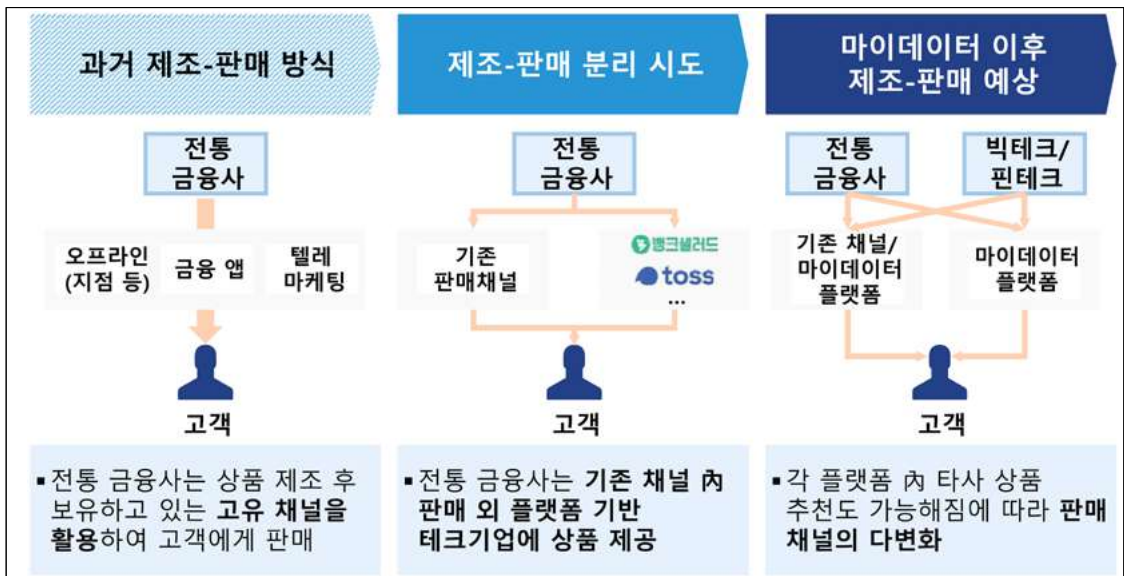 과거 제조-판매 방식
전통
금융사
오프라인
(지점 등)
금융 앱
텔레
마케팅
고객
▪전통 금융사는 상품 제조 후
보유하고 있는 고유 채널을
활용하여 고객에게 판매
제조-판매 분리 시도
전통
금융사
기존
판매채널
뱅크샐러드
toss
...
고객
▪전통 금융사는 기존 채널 內
판매 외 플랫폼 기반
테크기업에 상품 제공
마이데이터 이후
제조-판매 예상
전통
금융사
빅테크/
핀테크
기존 채널/
마이데이터
플랫폼
마이데이터
플랫폼
고객
▪각 플랫폼 內 타사 상품
추천도 가능해짐에 따라 판매
채널의 다변화